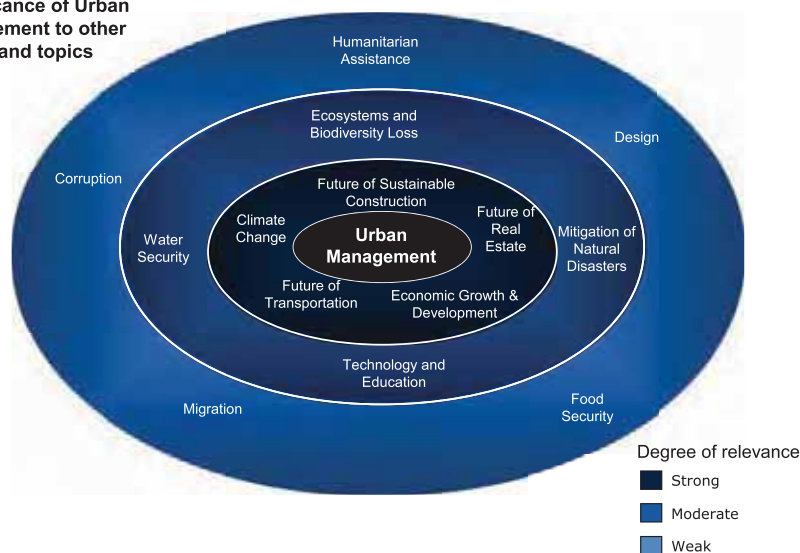 cance of Urban
ement to other
and topics
Humanitarian
Assistance
Ecosystems and
Biodiversity Loss
Design
Corruption
Future of Sustainable
Construction
Climate
Change
Future of
Real
Estate
Urban
Management
Water
Security
Mitigation of
Natural
Disasters
Future of
Transportation
Economic Growth &
Development
Technology and
Education
Migration
Food
Security
Degree of relevance
Strong
Moderate
Weak